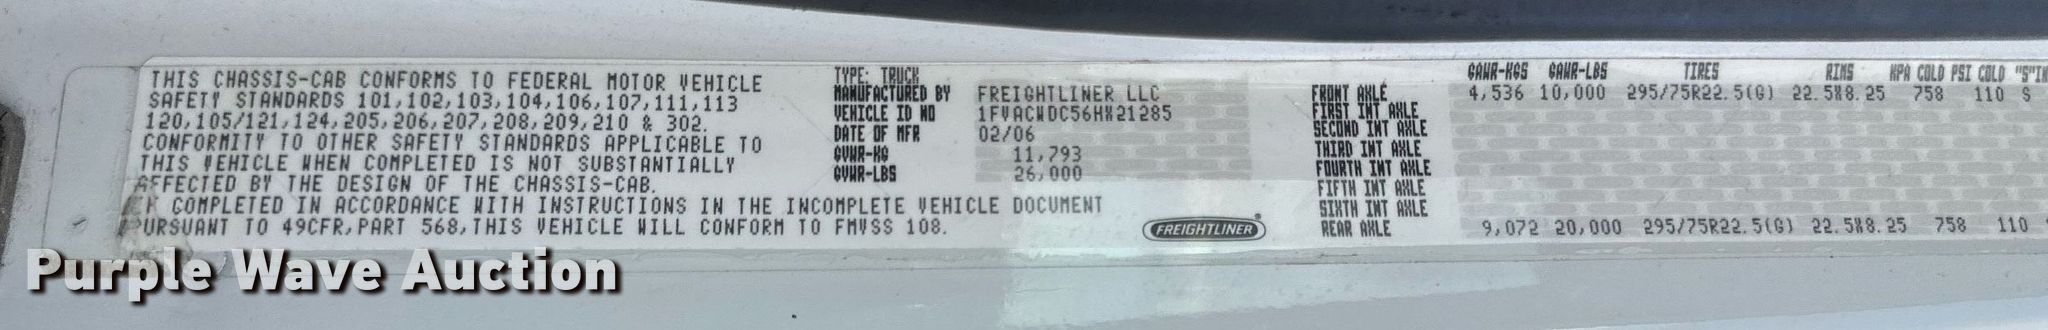 THIS CHASSIS-CAB CONFORMS TO FEDERAL MOTOR VEHICLE
SAFETY STANDARDS 101,102,103,104,106,107,111,113
120,105/121,124,205,206,207,208,209,210 & 302.
CONFORMITY TO OTHER SAFETY STANDARDS APPLICABLE TO
THIS VEHICLE WHEN COMPLETED IS NOT SUBSTANTIALLY
AFFECTED BY THE DESIGN OF THE CHASSIS-CAB.
COMPLETED IN ACCORDANCE WITH INSTRUCTIONS IN THE INCOMPLETE VEHICLE DOCUMENT
PURSUANT TO 49CFR,PART 568,THIS VEHICLE WILL CONFORM TO FMVSS 108.
TYPE: TRUCK
MANUFACTURED BY FREIGHTLINER LLC
VEHICLE ID NO 1FVACWDC56HW21285
DATE OF MFR 02/06
GVWR-KG 11,793
GVWR-LBS 26,000
FREIGHTLINER®
GAWR-KGS GAWR-LBS TIRES RIMS KPA COLD PSI COLD "S"
FRONT AXLE 4,536 10,000 295/75R22.5(G) 22.5X8.25 758 110 S
FIRST INT AXLE
SECOND INT AXLE
THIRD INT AXLE
FOURTH INT AXLE
FIFTH INT AXLE
SIXTH INT AXLE
REAR AXLE 9,072 20,000 295/75R22.5(G) 22.5X8.25 758 110
Purple Wave Auction